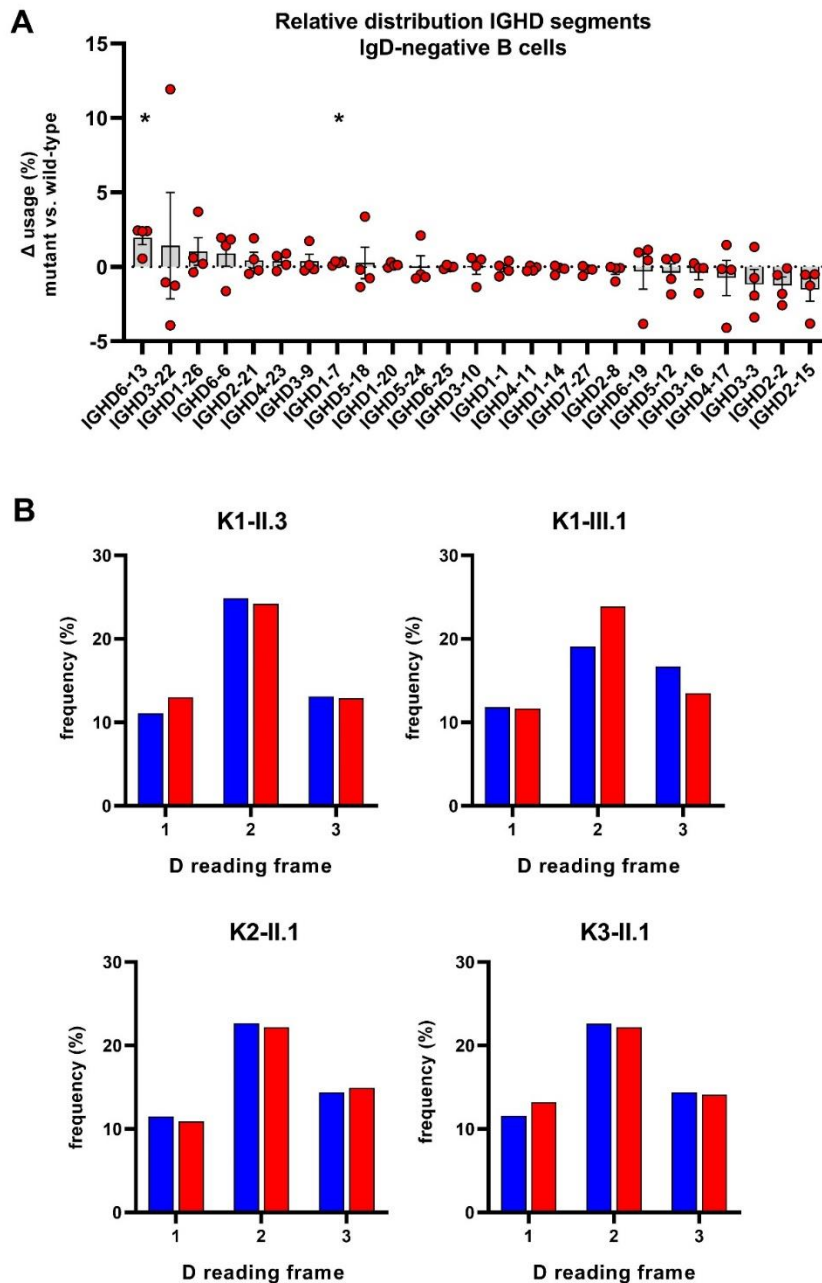 A
Relative distribution IGHD segments
IgD-negative B cells
Δ usage (%)
mutant vs. wild-type
15
10
5
0
-5
*
*
IGHD6-13
IGHD3-22
IGHD1-26
IGHD6-6
IGHD2-21
IGHD4-23
IGHD3-9
IGHD1-7
IGHD5-18
IGHD1-20
IGHD5-24
IGHD6-25
IGHD3-10
IGHD1-1
IGHD4-11
IGHD1-14
IGHD7-27
IGHD2-8
IGHD6-19
IGHD5-12
IGHD3-16
IGHD4-17
IGHD3-3
IGHD2-2
IGHD2-15
B
K1-II.3
frequency (%)
30
20
10
0
1 2 3
D reading frame
K1-III.1
frequency (%)
30
20
10
0
1 2 3
D reading frame
K2-II.1
frequency (%)
30
20
10
0
1 2 3
D reading frame
K3-II.1
frequency (%)
30
20
10
0
1 2 3
D reading frame